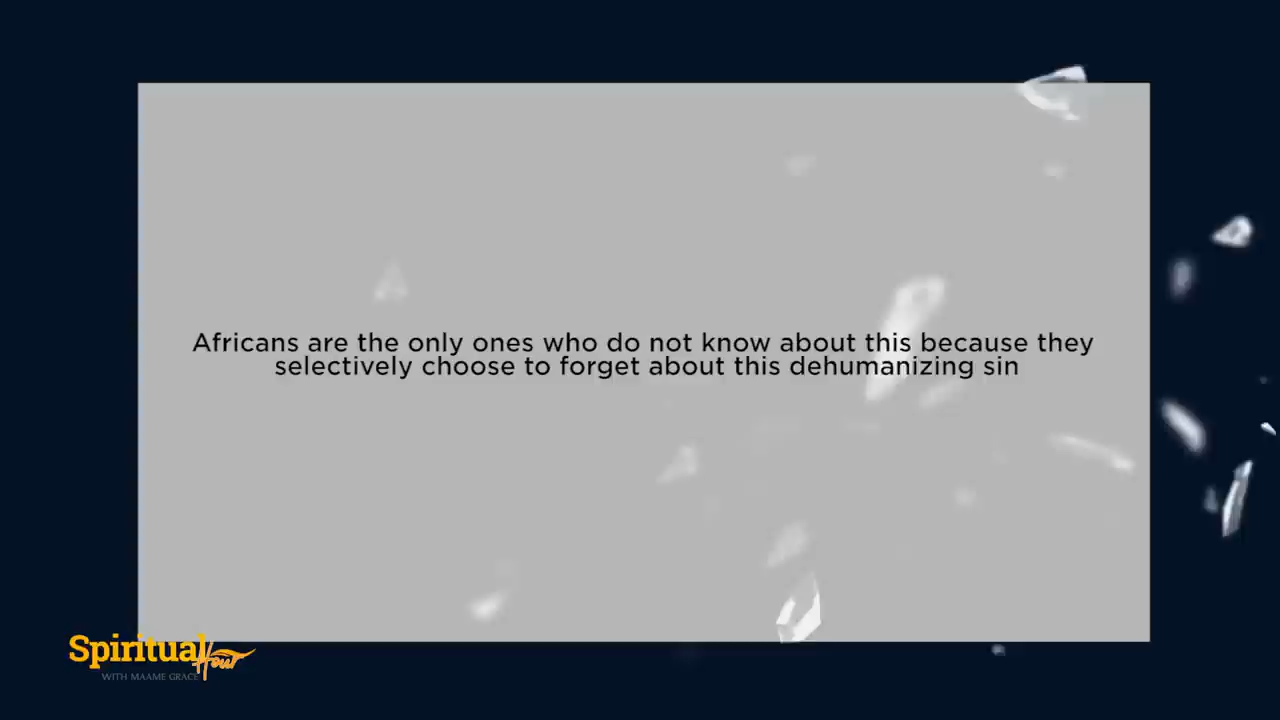 Africans are the only ones who do not know about this because they
selectively choose to forget about this dehumanizing sin
Spiritual Hour
WITH MAAME GRACE